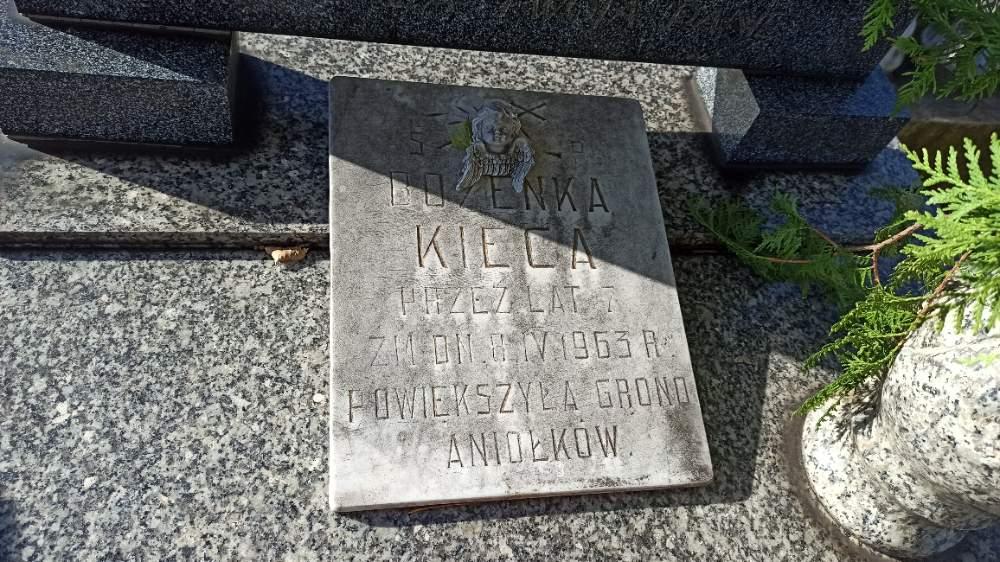 Ś P
BOŻENKA
KIECA
PRZEŻ LAT 7
ZM. DN. 8 IV 1963 R.
POWIĘKSZYŁA GRONO
ANIOŁKÓW.